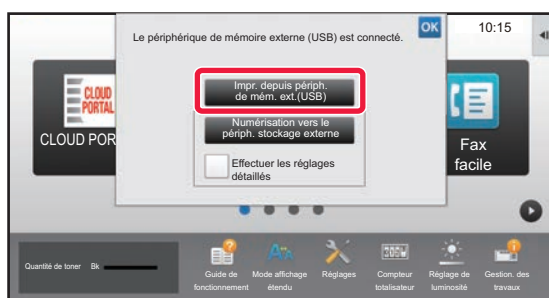 Le périphérique de mémoire externe (USB) est connecté.
OK
10:15
Impr. depuis périph.
de mém. ext.(USB)
Numérisation vers le
périph. stockage externe
Effectuer les réglages
détaillés
CLOUD
PORTAL
CLOUD POR
Fax
facile
Quantité de toner Bk
Guide de
fonctionnement
Mode affichage
étendu
Réglages
Compteur
totalisateur
Réglage de
luminosité
Gestion. des
travaux